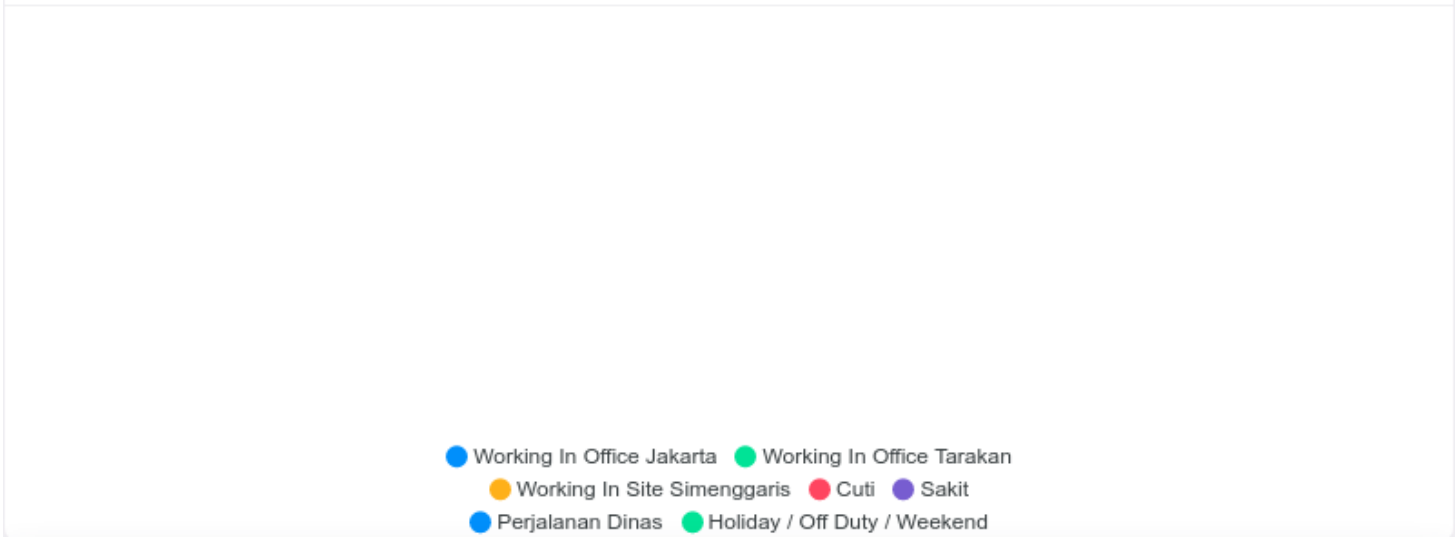 Working In Office Jakarta Working In Office Tarakan
Working In Site Simenggaris Cuti Sakit
Perjalanan Dinas Holiday / Off Duty / Weekend